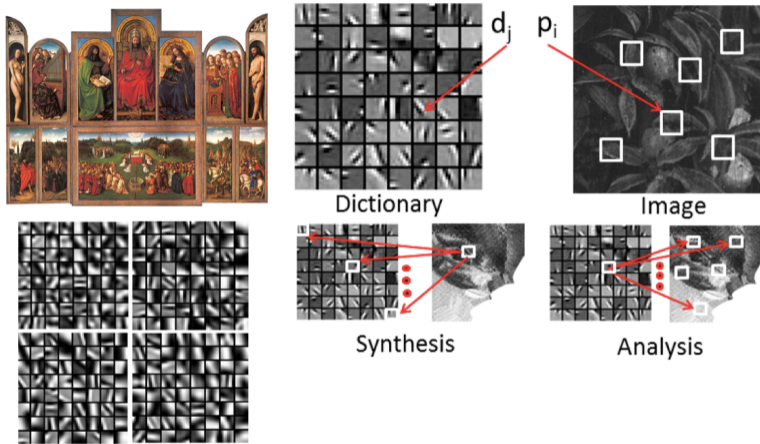 dj pi
Dictionary
Image
Synthesis
Analysis